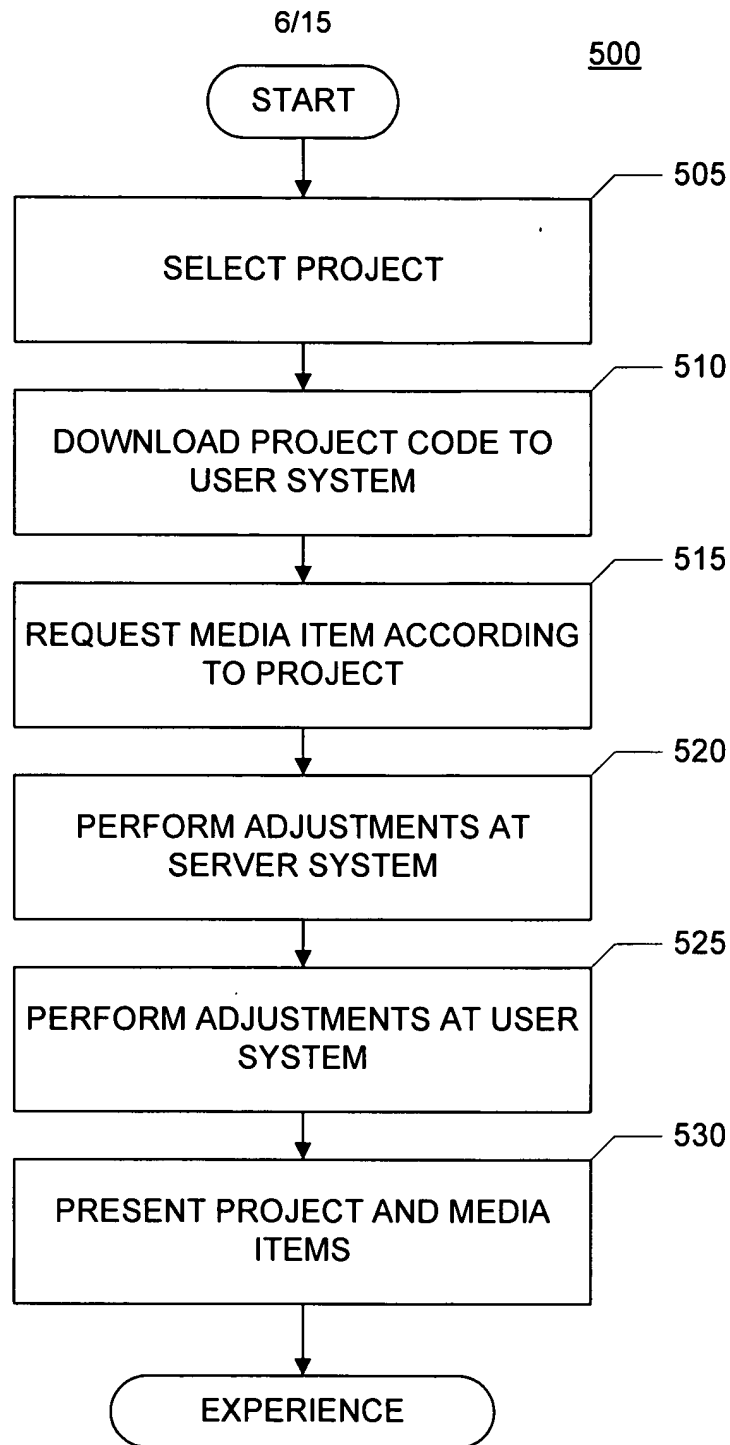 6/15
500
START
505
SELECT PROJECT
510
DOWNLOAD PROJECT CODE TO
USER SYSTEM
515
REQUEST MEDIA ITEM ACCORDING
TO PROJECT
520
PERFORM ADJUSTMENTS AT
SERVER SYSTEM
525
PERFORM ADJUSTMENTS AT USER
SYSTEM
530
PRESENT PROJECT AND MEDIA
ITEMS
EXPERIENCE